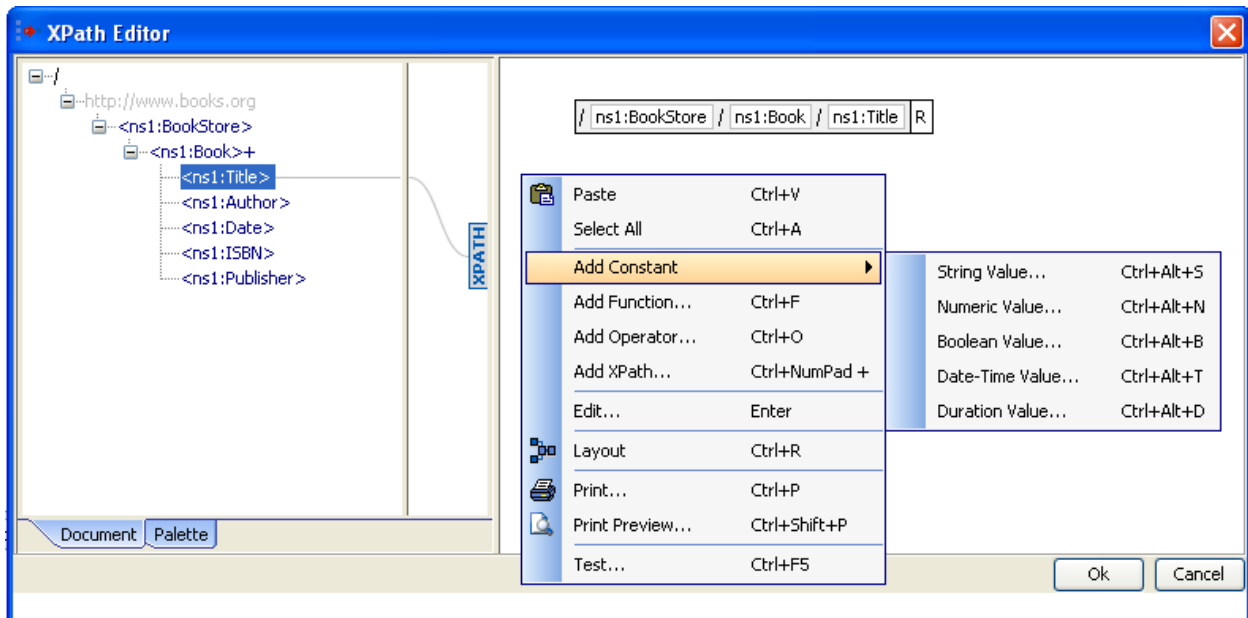 XPath Editor
/
http://www.books.org
<ns1:BookStore>
<ns1:Book>+
<ns1:Title>
<ns1:Author>
<ns1:Date>
<ns1:ISBN>
<ns1:Publisher>
XPATH
Document Palette
/ ns1:BookStore / ns1:Book / ns1:Title R
Paste Ctrl+V
Select All Ctrl+A
Add Constant
Add Function... Ctrl+F
Add Operator... Ctrl+O
Add XPath... Ctrl+NumPad +
Edit... Enter
Layout Ctrl+R
Print... Ctrl+P
Print Preview... Ctrl+Shift+P
Test... Ctrl+F5
String Value... Ctrl+Alt+S
Numeric Value... Ctrl+Alt+N
Boolean Value... Ctrl+Alt+B
Date-Time Value... Ctrl+Alt+T
Duration Value... Ctrl+Alt+D
Ok Cancel